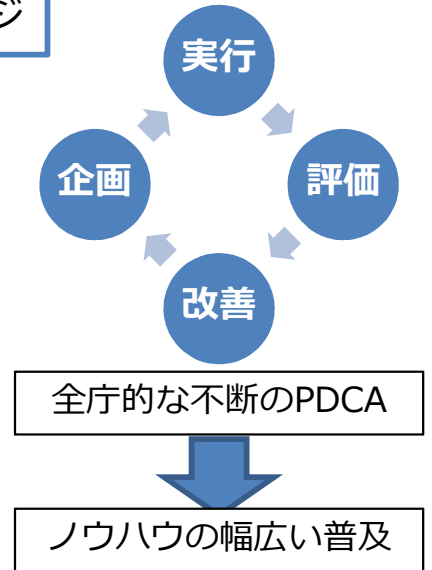 ジ
実行
企画
評価
改善
全庁的な不断のPDCA
ノウハウの幅広い普及